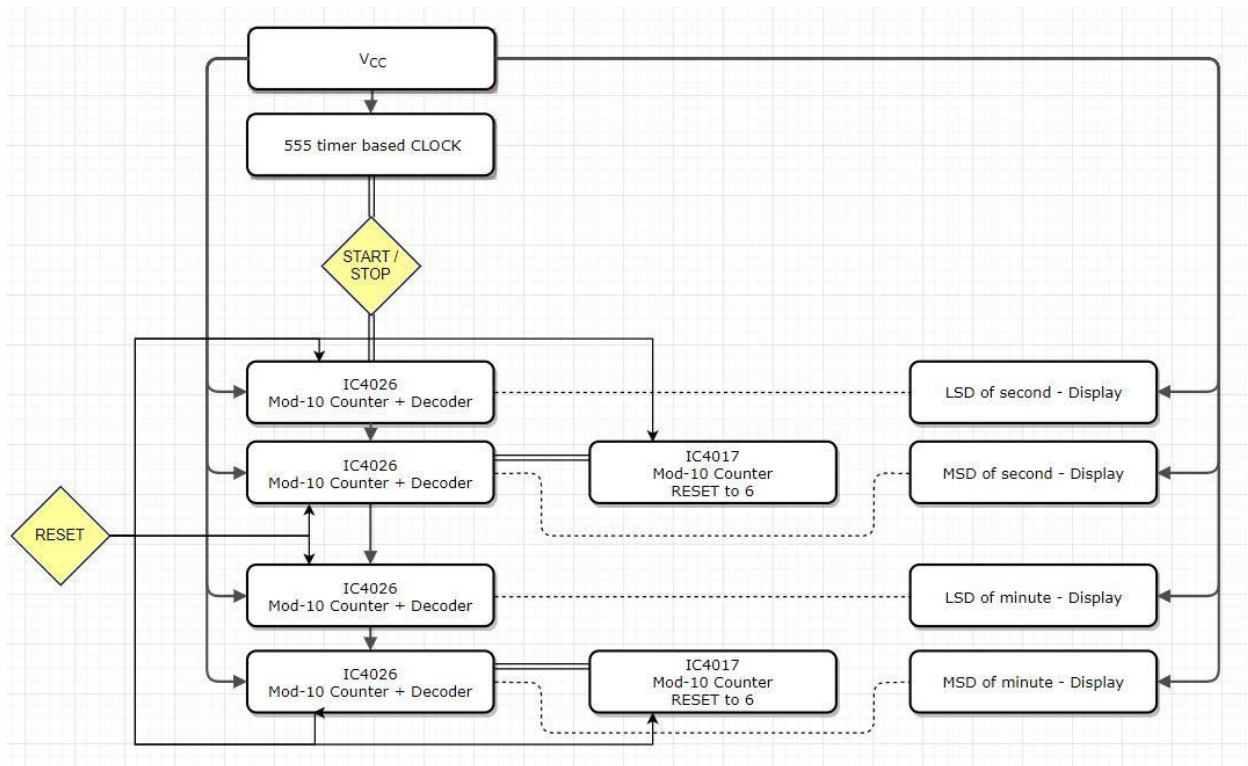 VCC
555 timer based CLOCK
START /
STOP
IC4026
Mod-10 Counter + Decoder
LSD of second - Display
IC4026
Mod-10 Counter + Decoder
IC4017
Mod-10 Counter
RESET to 6
MSD of second - Display
RESET
IC4026
Mod-10 Counter + Decoder
LSD of minute - Display
IC4026
Mod-10 Counter + Decoder
IC4017
Mod-10 Counter
RESET to 6
MSD of minute - Display